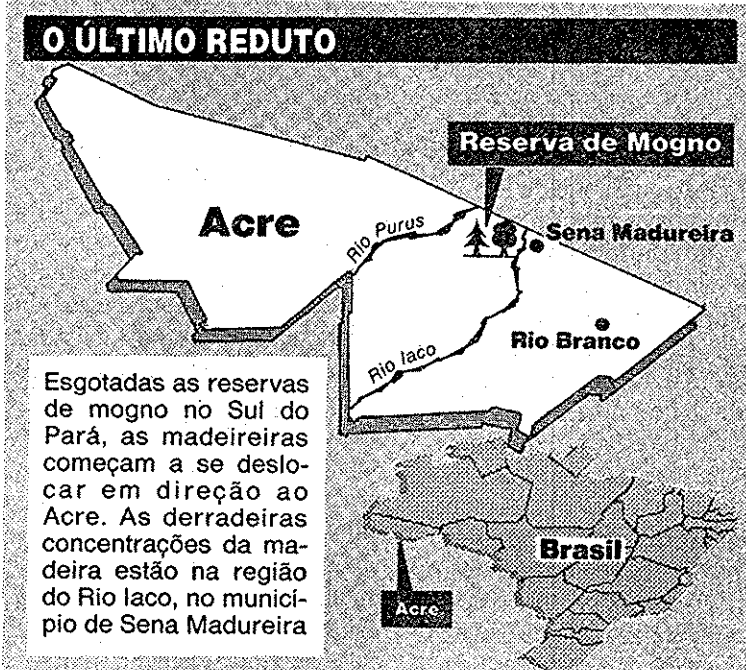 O ÚLTIMO REDUTO
Reserva de Mogno
Acre
Rio Purus
Sena Madureira
Rio Branco
Rio Iaco
Esgotadas as reservas
de mogno no Sul do
Pará, as madeireiras
começam a se deslo-
car em direção ao
Acre. As derradeiras
concentrações da ma-
deira estão na região
do Rio Iaco, no municí-
pio de Sena Madureira
Brasil
Acre